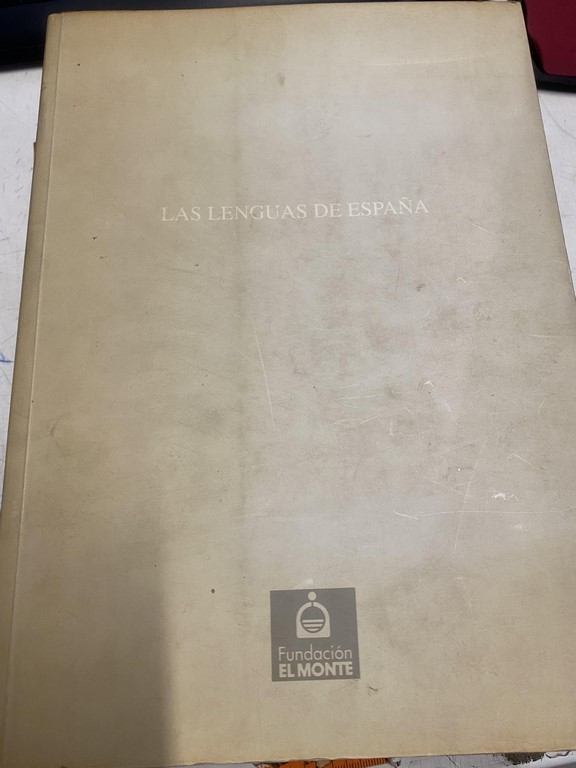 LAS LENGUAS DE ESPAÑA
Fundación
EL MONTE